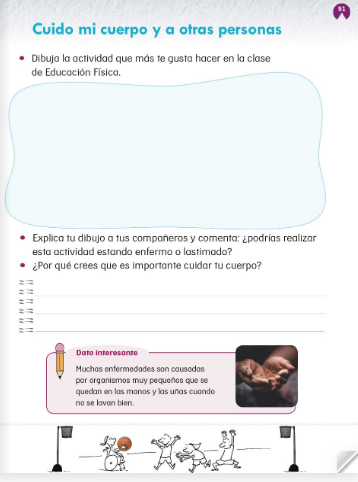 91
Cuido mi cuerpo y a otras personas
Dibuja la actividad que más te gusta hacer en la clase
de Educación Física.
Explica tu dibujo a tus compañeros y comenta: ¿podrías realizar
esta actividad estando enfermo o lastimado?
¿Por qué crees que es importante cuidar tu cuerpo?
Dato interesante
Muchas enfermedades son causadas
por organismos muy pequeños que se
quedan en las manos y las uñas cuando
no se lavan bien.